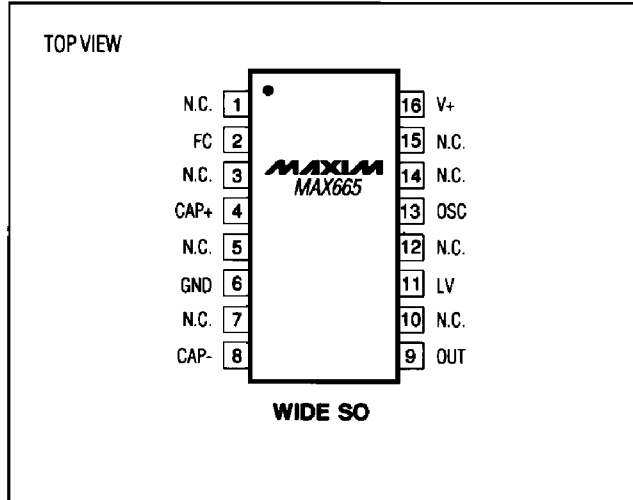 TOP VIEW
N.C. 1
FC 2
N.C. 3
CAP+ 4
N.C. 5
GND 6
N.C. 7
CAP- 8
MAXIM
MAX665
16 V+
15 N.C.
14 N.C.
13 OSC
12 N.C.
11 LV
10 N.C.
9 OUT
WIDE SO